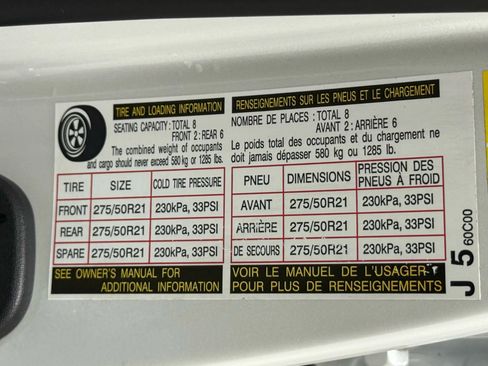 TIRE AND LOADING INFORMATION
SEATING CAPACITY: TOTAL 8
FRONT 2: REAR 6
The combined weight of occupants
and cargo should never exceed 580 kg or 1285 lb.
TIRE SIZE COLD TIRE PRESSURE
FRONT 275/50R21 230kPa, 33PSI
REAR 275/50R21 230kPa, 33PSI
SPARE 275/50R21 230kPa, 33PSI
SEE OWNER'S MANUAL FOR
ADDITIONAL INFORMATION
RENSEIGNEMENTS SUR LES PNEUS ET LE CHARGEMENT
NOMBRE DE PLACES: TOTAL 8
AVANT 2: ARRIÈRE 6
Le poids total des occupants et du chargement ne
doit jamais dépasser 580 kg ou 1285 lb.
PNEU DIMENSIONS PRESSION DES
PNEUS À FROID
AVANT 275/50R21 230kPa, 33PSI
ARRIÈRE 275/50R21 230kPa, 33PSI
DE SECOURS 275/50R21 230kPa, 33PSI
VOIR LE MANUEL DE L'USAGER
POUR PLUS DE RENSEIGNEMENTS
J 5 60C00